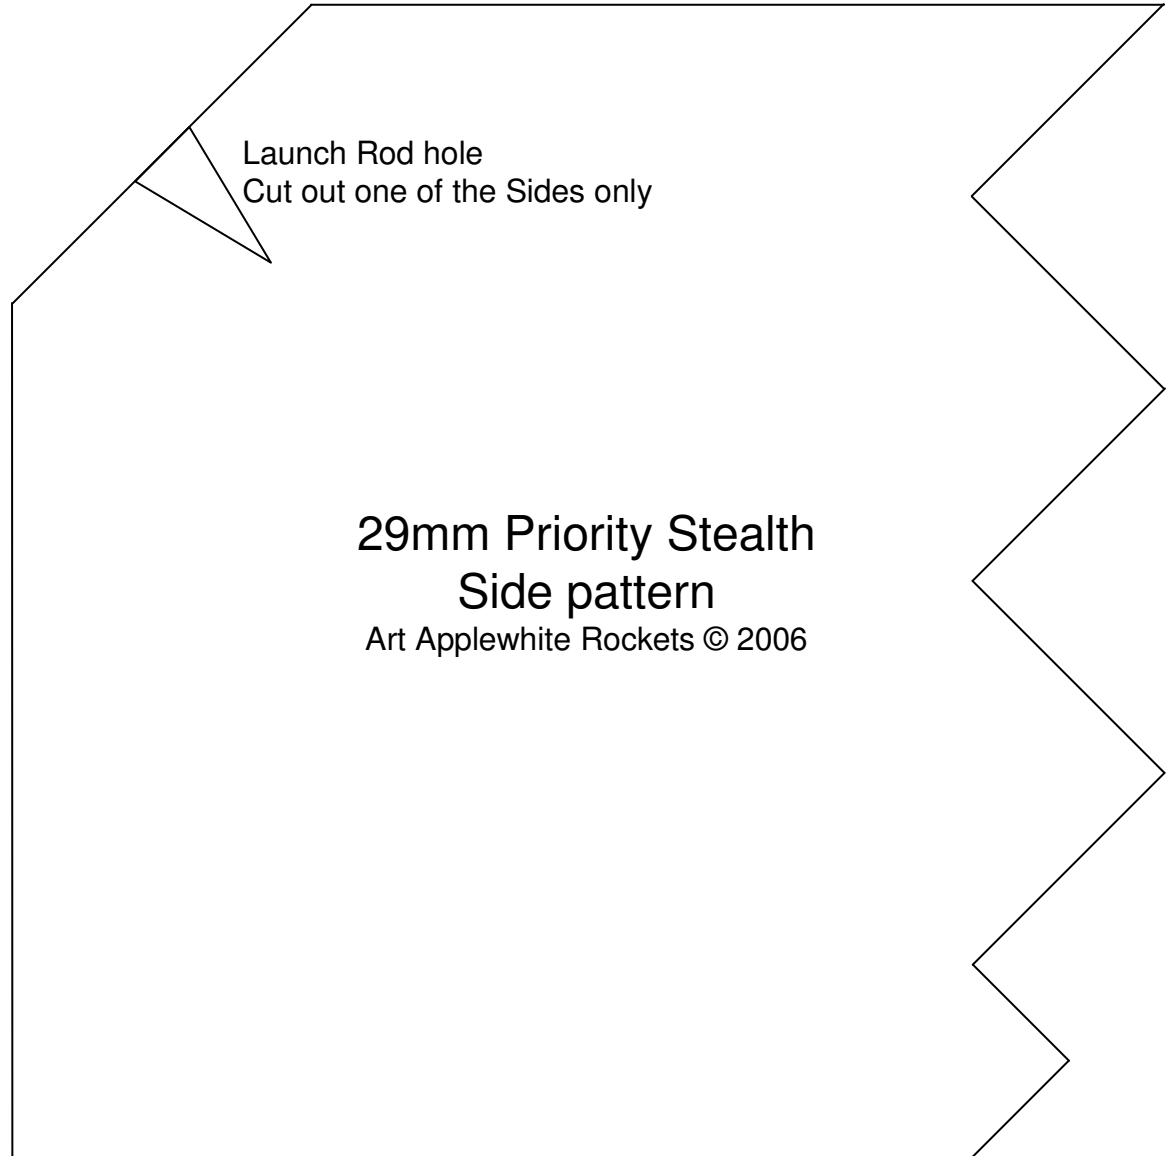 Launch Rod hole
Cut out one of the Sides only
29mm Priority Stealth
Side pattern
Art Applewhite Rockets © 2006